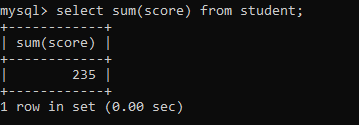 mysql> select sum(score) from student;
+------------+
| sum(score) |
+------------+
|        235 |
+------------+
1 row in set (0.00 sec)